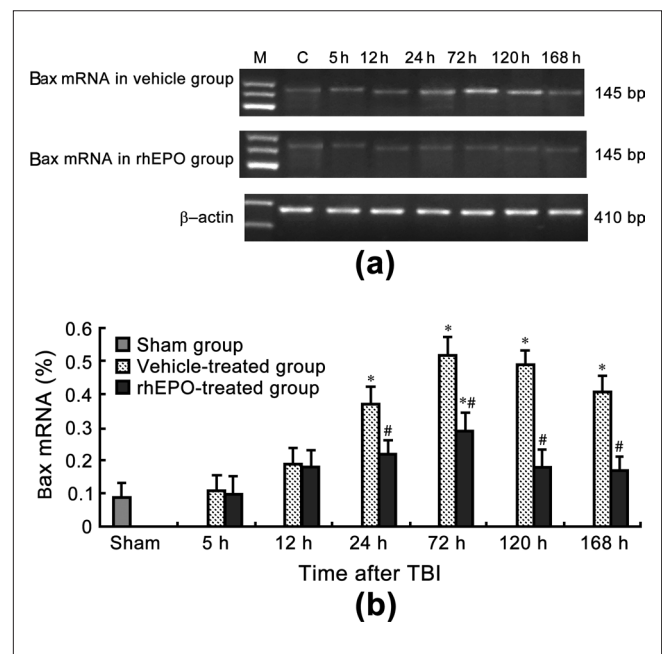 M C 5 h 12 h 24 h 72 h 120 h 168 h
Bax mRNA in vehicle group
145 bp
Bax mRNA in rhEPO group
145 bp
β–actin
410 bp
(a)
Bax mRNA (%)
0.6
0.5
0.4
0.3
0.2
0.1
0
Sham group
Vehicle-treated group
rhEPO-treated group
* # * *# * # * #
Sham 5 h 12 h 24 h 72 h 120 h 168 h
Time after TBI
(b)